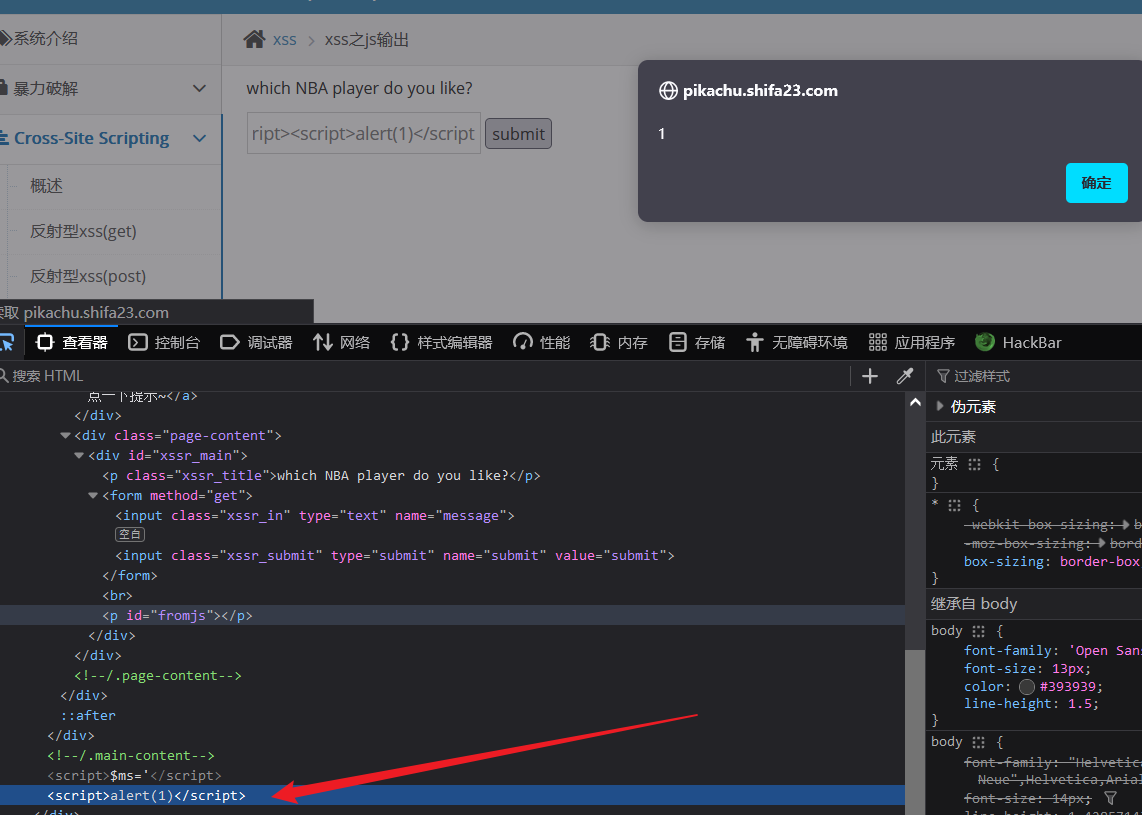 系统介绍
xss > xss之js输出
暴力破解
which NBA player do you like?
pikachu.shifa23.com
Cross-Site Scripting
ript><script>alert(1)</script
submit
1
确定
概述
反射型xss(get)
反射型xss(post)
取 pikachu.shifa23.com
查看器 控制台 调试器 网络 样式编辑器 性能 内存 存储 无障碍环境 应用程序 HackBar
搜索 HTML
过滤样式
点一下提示~</a>
</div>
<div class="page-content">
<div id="xssr_main">
<p class="xssr_title">which NBA player do you like?</p>
<form method="get">
<input class="xssr_in" type="text" name="message">
空白
<input class="xssr_submit" type="submit" name="submit" value="submit">
</form>
<br>
<p id="fromjs"></p>
</div>
</div>
<!--/.page-content-->
</div>
::after
</div>
<!--/.main-content-->
<script>$ms='</script>
<script>alert(1)</script>
</div>
伪元素
此元素
元素 {
}
* {
-webkit-box-sizing: b
-moz-box-sizing: bord
box-sizing: border-box
}
继承自 body
body {
font-family: 'Open Sans
font-size: 13px;
color: #393939;
line-height: 1.5;
}
body {
font-family: "Helvetica
Neue",Helvetica,Arial
font-size: 14px;